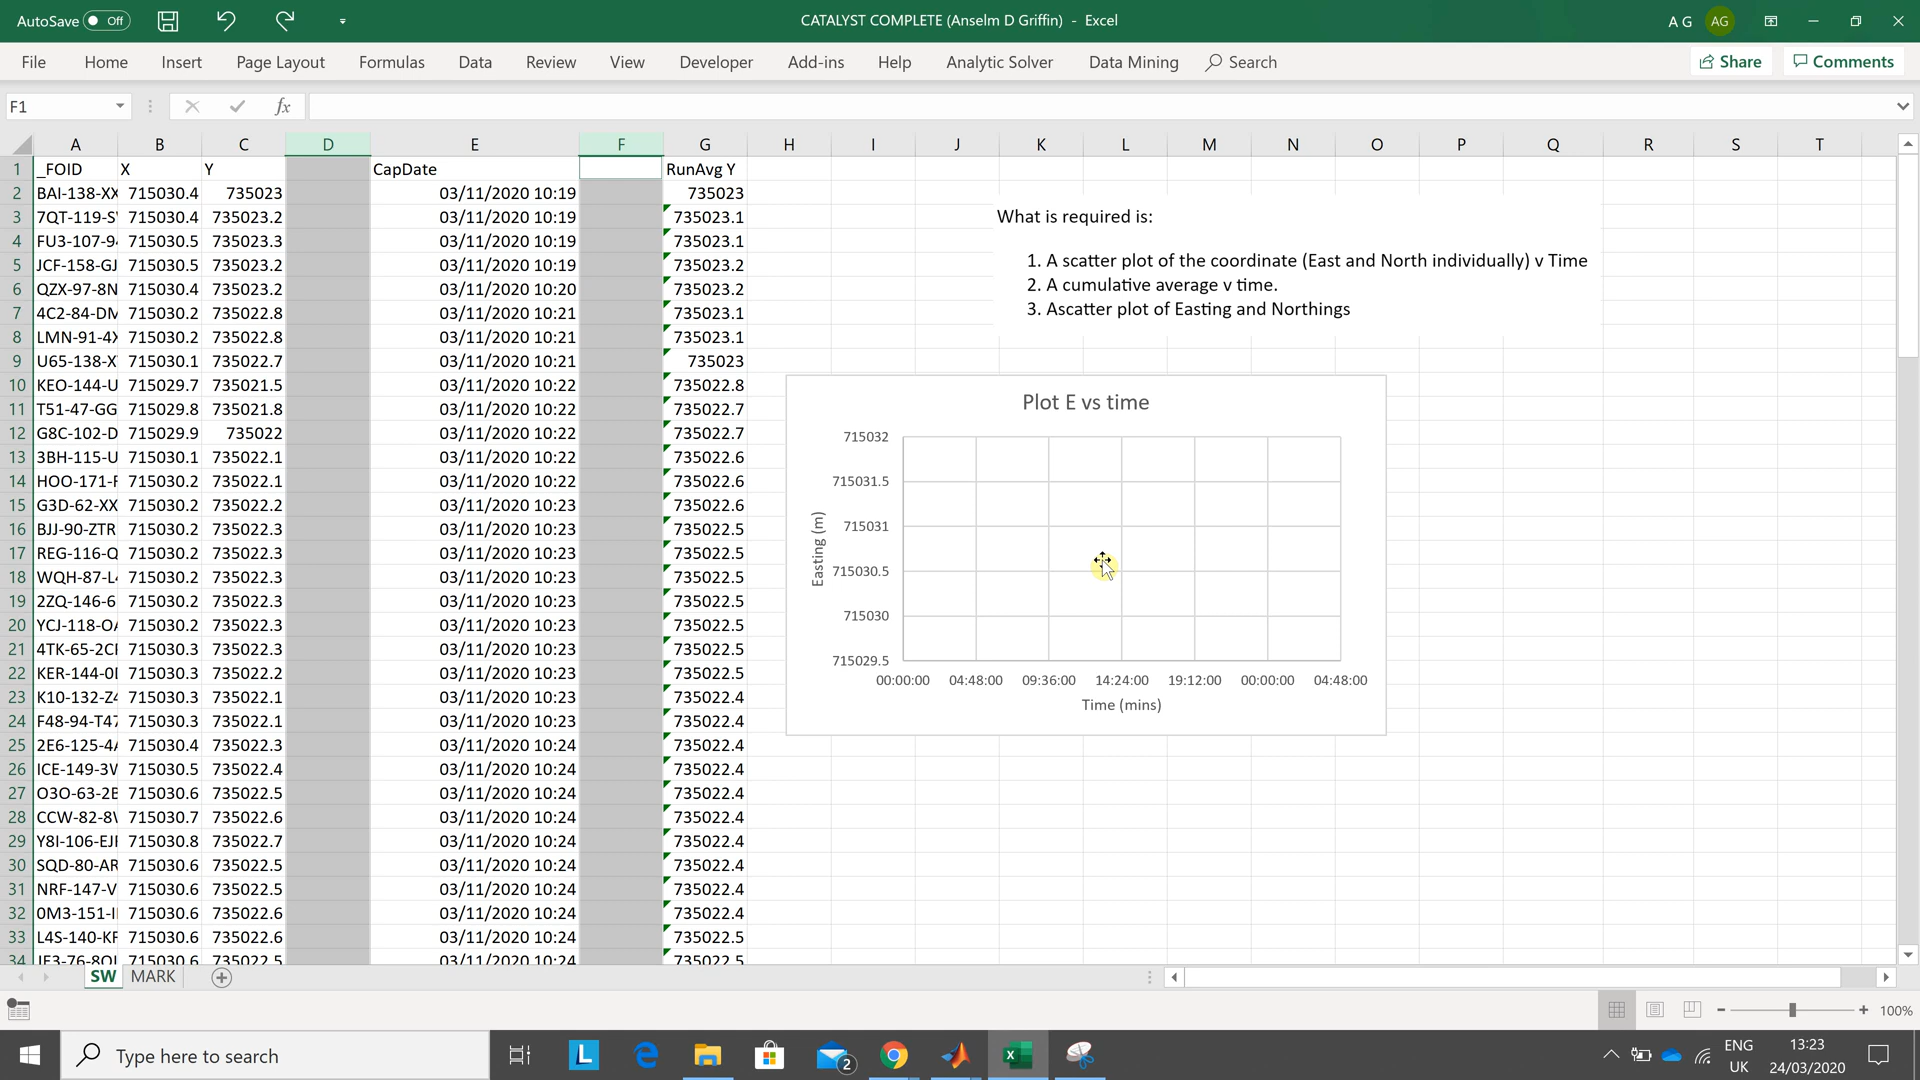 AutoSave Off CATALYST COMPLETE (Anselm D Griffin) - Excel A G AG
File Home Insert Page Layout Formulas Data Review View Developer Add-ins Help Analytic Solver Data Mining Search Share Comments
F1 fx
A B C D E F G H I J K L M N O P Q R S T
1 _FOID X Y CapDate RunAvg Y
2 BAI-138-XX 715030.4 735023 03/11/2020 10:19 735023
3 7QT-119-S 715030.4 735023.2 03/11/2020 10:19 735023.1
4 FU3-107-94 715030.5 735023.3 03/11/2020 10:19 735023.1
5 JCF-158-GJ 715030.5 735023.2 03/11/2020 10:19 735023.2
6 QZX-97-8N 715030.4 735023.2 03/11/2020 10:20 735023.2
7 4C2-84-DM 715030.2 735022.8 03/11/2020 10:21 735023.1
8 LMN-91-4X 715030.2 735022.8 03/11/2020 10:21 735023.1
9 U65-138-X 715030.1 735022.7 03/11/2020 10:21 735023
10 KEO-144-U 715029.7 735021.5 03/11/2020 10:22 735022.8
11 T51-47-GG 715029.8 735021.8 03/11/2020 10:22 735022.7
12 G8C-102-D 715029.9 735022 03/11/2020 10:22 735022.7
13 3BH-115-U 715030.1 735022.1 03/11/2020 10:22 735022.6
14 HOO-171-F 715030.2 735022.1 03/11/2020 10:22 735022.6
15 G3D-62-XX 715030.2 735022.2 03/11/2020 10:23 735022.6
16 BJJ-90-ZTR 715030.2 735022.3 03/11/2020 10:23 735022.5
17 REG-116-Q 715030.2 735022.3 03/11/2020 10:23 735022.5
18 WQH-87-L 715030.2 735022.3 03/11/2020 10:23 735022.5
19 2ZQ-146-6 715030.2 735022.3 03/11/2020 10:23 735022.5
20 YCJ-118-O 715030.2 735022.3 03/11/2020 10:23 735022.5
21 4TK-65-2C 715030.3 735022.3 03/11/2020 10:23 735022.5
22 KER-144-0 715030.3 735022.2 03/11/2020 10:23 735022.5
23 K10-132-Z4 715030.3 735022.1 03/11/2020 10:23 735022.4
24 F48-94-T47 715030.3 735022.1 03/11/2020 10:23 735022.4
25 2E6-125-4 715030.4 735022.3 03/11/2020 10:24 735022.4
26 ICE-149-3 715030.5 735022.4 03/11/2020 10:24 735022.4
27 O3O-63-2E 715030.6 735022.5 03/11/2020 10:24 735022.4
28 CCW-82-8 715030.7 735022.6 03/11/2020 10:24 735022.4
29 Y8I-106-EJ 715030.8 735022.7 03/11/2020 10:24 735022.4
30 SQD-80-AR 715030.6 735022.5 03/11/2020 10:24 735022.4
31 NRF-147-V 715030.6 735022.5 03/11/2020 10:24 735022.4
32 0M3-151-I 715030.6 735022.6 03/11/2020 10:24 735022.4
33 L4S-140-KF 715030.6 735022.6 03/11/2020 10:24 735022.5
34 715030.6 735022.5 03/11/2020 10:24 735022.5
What is required is:
1. A scatter plot of the coordinate (East and North individually) v Time
2. A cumulative average v time.
3. Ascatter plot of Easting and Northings
Plot E vs time
Easting (m)
715032
715031.5
715031
715030.5
715030
715029.5
00:00:00 04:48:00 09:36:00 14:24:00 19:12:00 00:00:00 04:48:00
Time (mins)
SW MARK
100%
Type here to search L 2 ENG 13:23
UK 24/03/2020